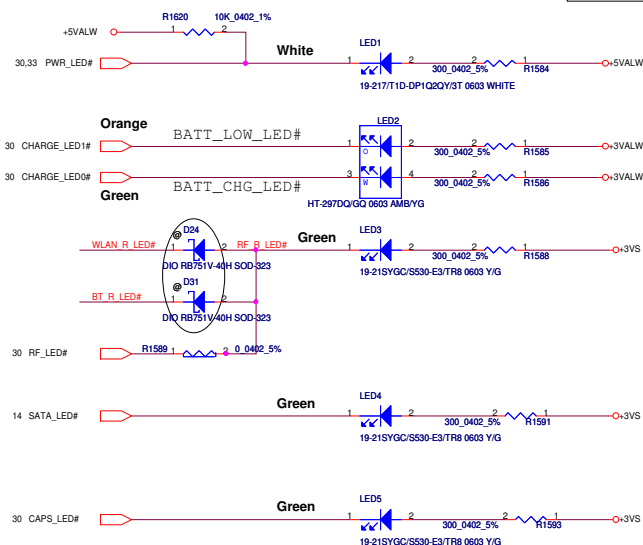 R1620 10K_0402_1%
+5VALW 1 2
White LED1
30,33 PWR_LED# 1 2 2 1 +5VALW
300_0402_5% R1584
19-217/T1D-DP1Q2QY/3T 0603 WHITE
Orange LED2
BATT_LOW_LED#
30 CHARGE_LED1# 1 2 2 1 +3VALW
O 300_0402_5% R1585
30 CHARGE_LED0# 3 4 2 1 +3VALW
W 300_0402_5% R1586
BATT_CHG_LED#
Green
HT-297DQ/GQ 0603 AMB/YG
@ D24 Green LED3
WLAN_R_LED# 1 2 RF_R_LED# 1 2 2 1 +3VS
300_0402_5% R1588
DIO RB751V-40H SOD-323 19-21SYGC/S530-E3/TR8 0603 Y/G
@ D31
BT_R_LED# 1 2
DIO RB751V-40H SOD-323
30 RF_LED# R1589 1 2 0_0402_5%
Green LED4
14 SATA_LED# 1 2 2 1 +3VS
300_0402_5% R1591
19-21SYGC/S530-E3/TR8 0603 Y/G
Green LED5
30 CAPS_LED# 1 2 2 1 +3VS
300_0402_5% R1593
19-21SYGC/S530-E3/TR8 0603 Y/G